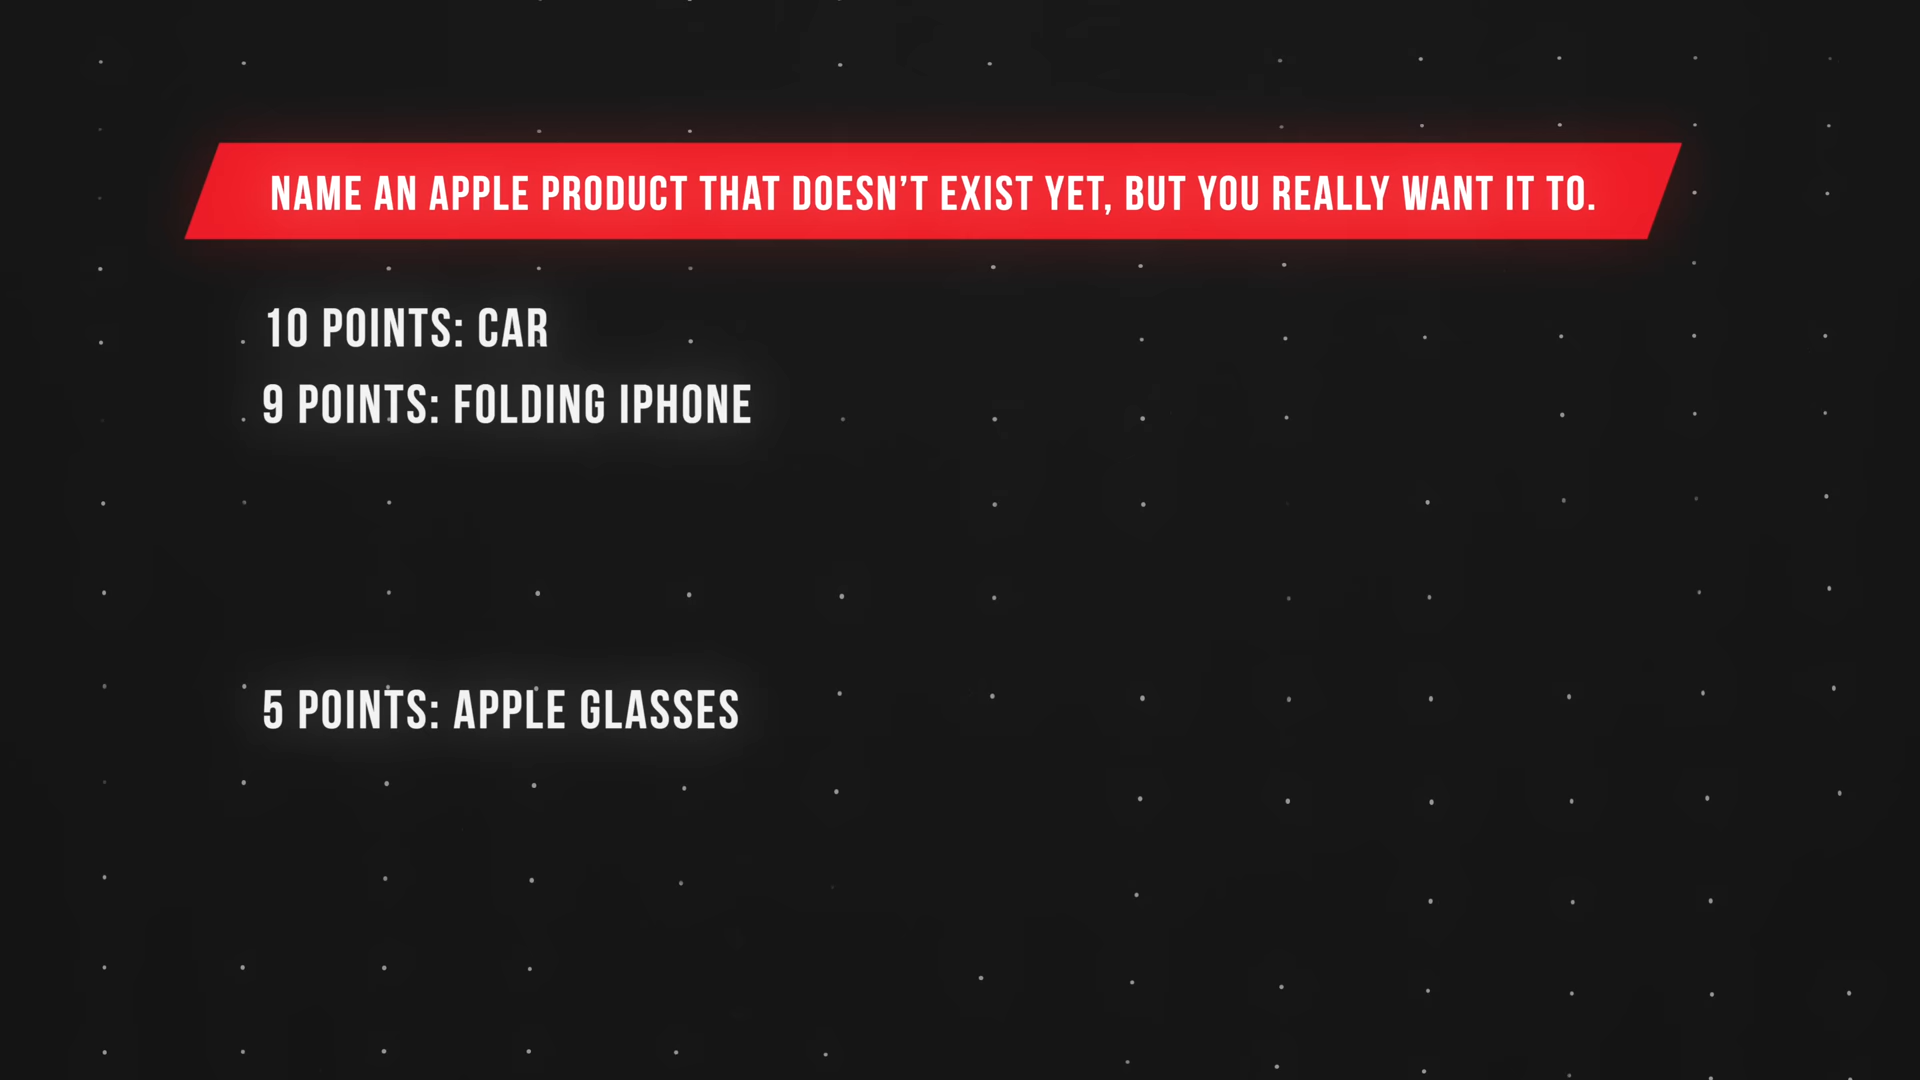 NAME AN APPLE PRODUCT THAT DOESN’T EXIST YET, BUT YOU REALLY WANT IT TO.
10 POINTS: CAR
9 POINTS: FOLDING IPHONE
5 POINTS: APPLE GLASSES